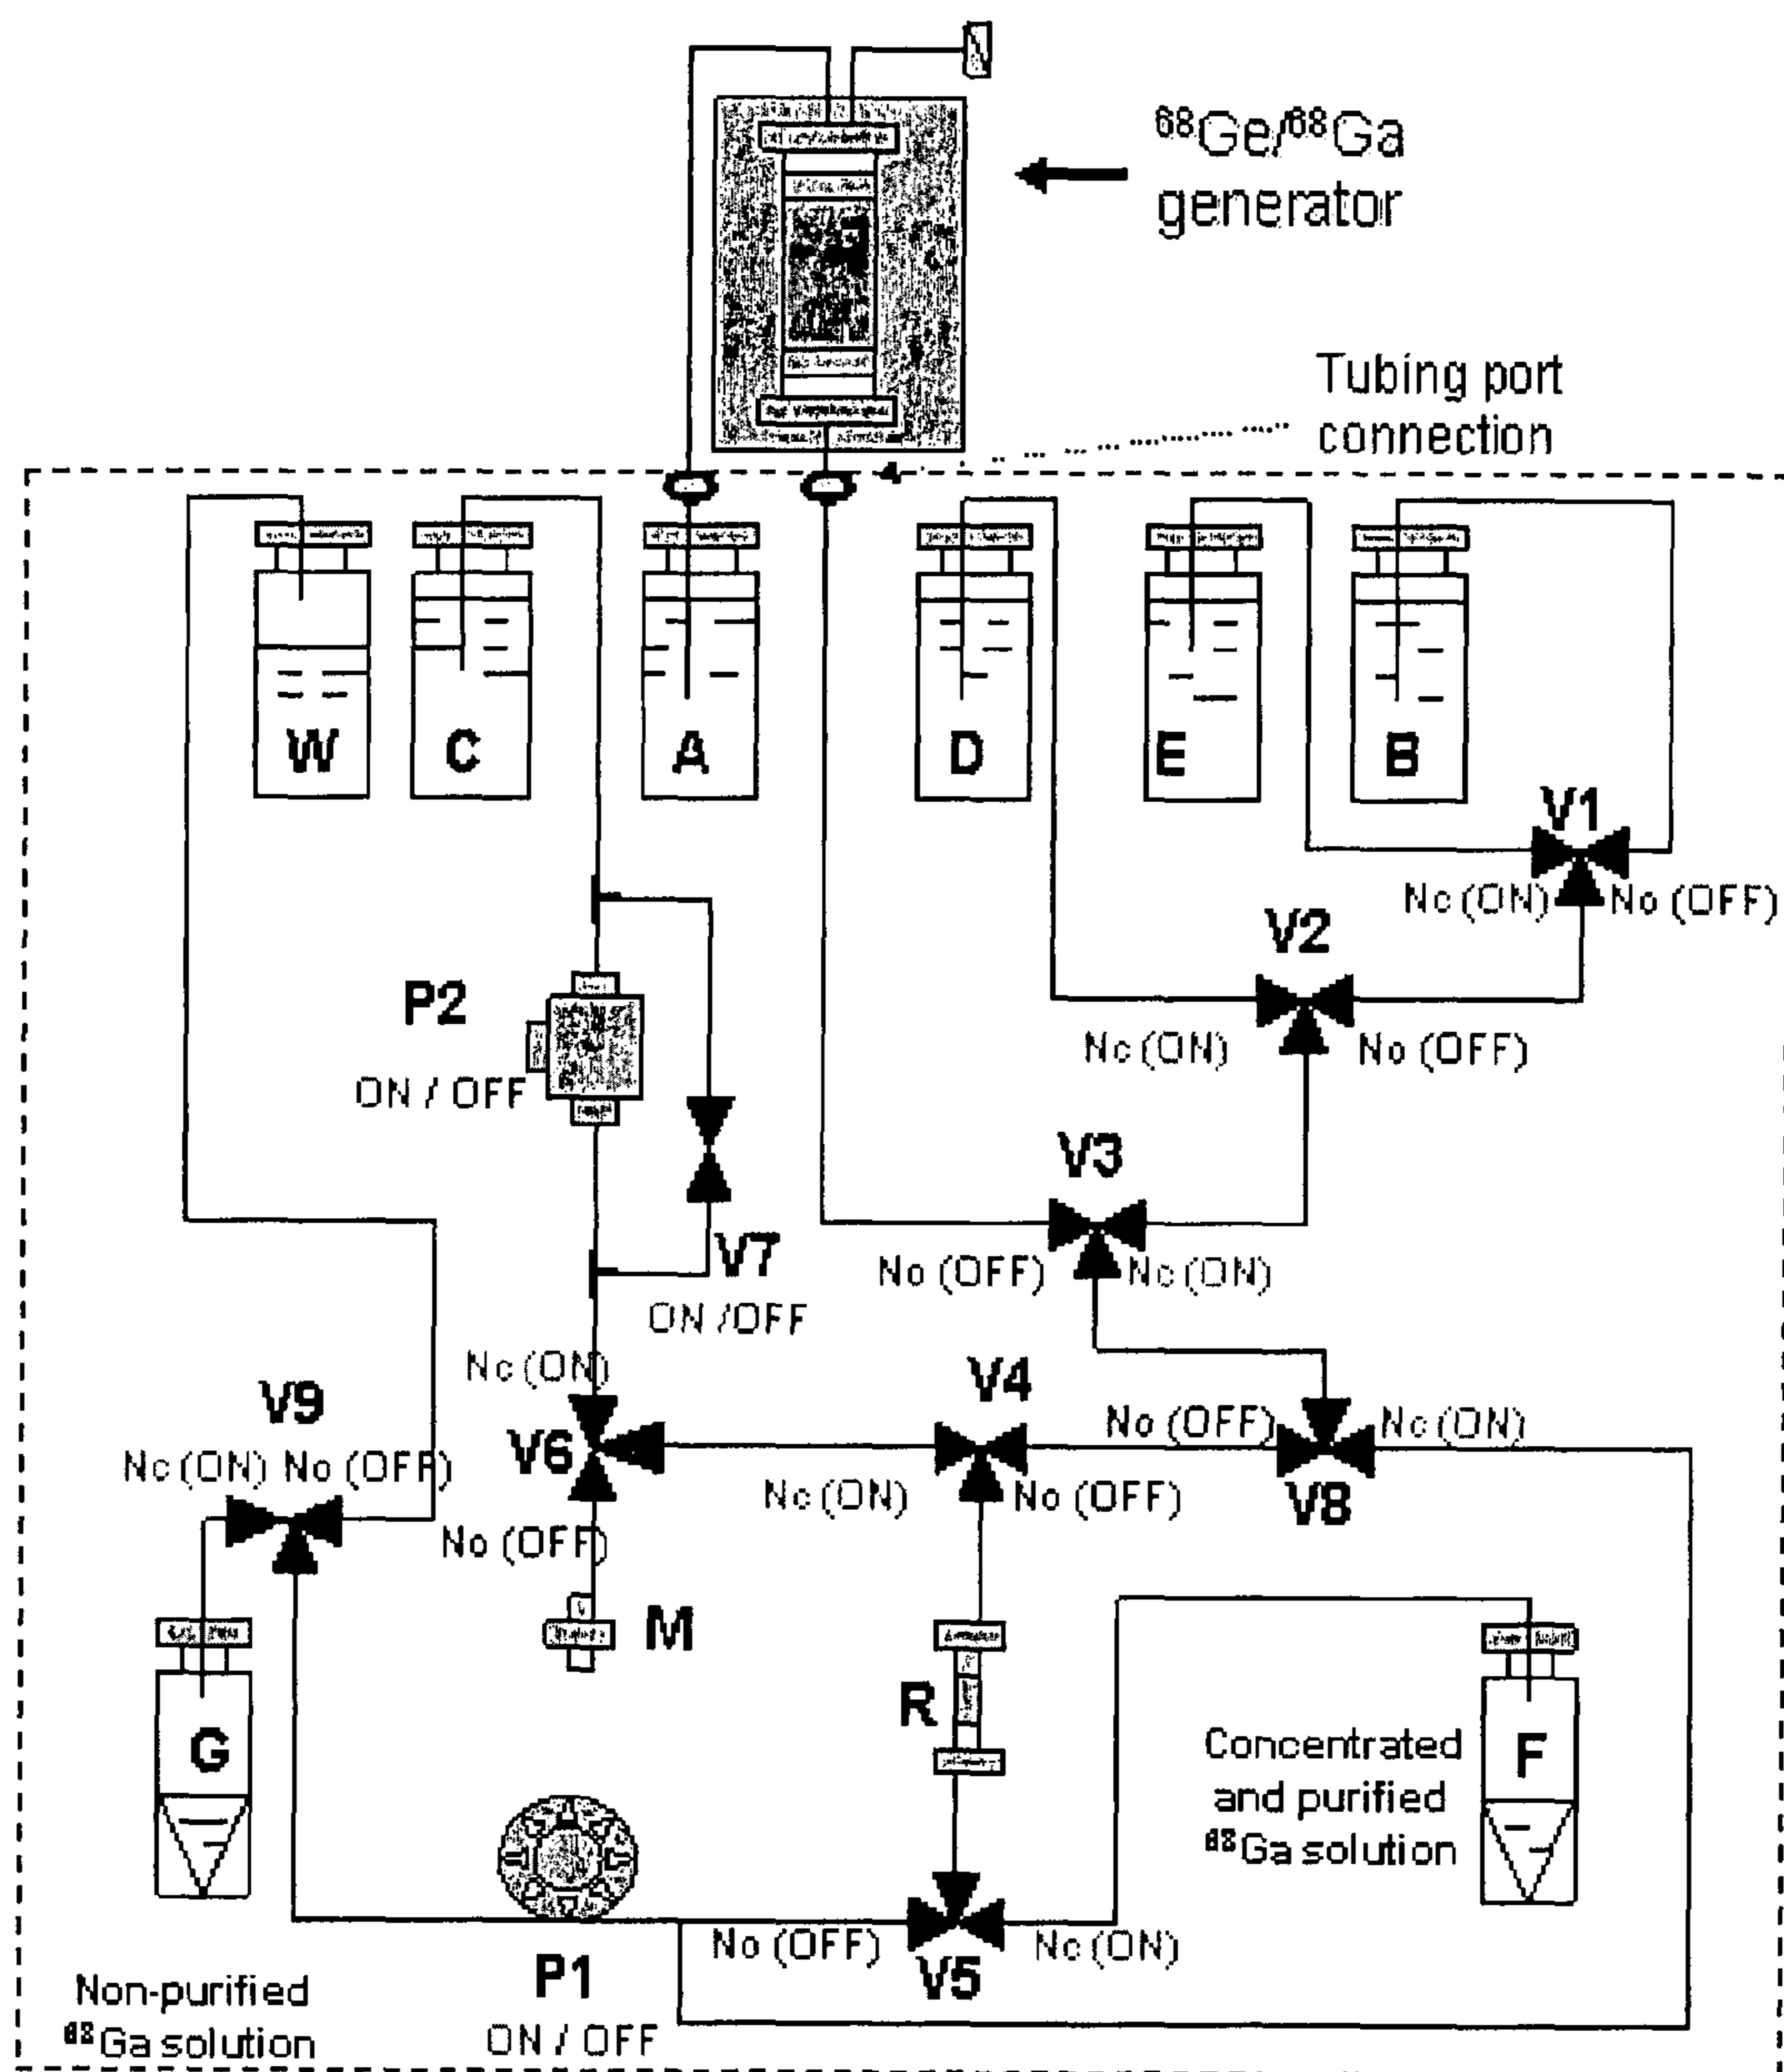 ⁶⁸Ge/⁶⁸Ga
generator
Tubing port
connection
W
C
A
D
E
B
V1
Nc (ON)
No (OFF)
V2
Nc (ON)
No (OFF)
P2
ON / OFF
V3
No (OFF)
Nc (ON)
V7
ON /OFF
Nc (ON)
V4
V9
No (OFF)
Nc (ON)
V6
Nc (ON)
No (OFF)
Nc (ON)
No (OFF)
V8
No (OFF)
M
R
G
F
Concentrated
and purified
⁶⁸Ga solution
No (OFF)
Nc (ON)
P1
V5
Non-purified
⁶⁸Ga solution
ON / OFF